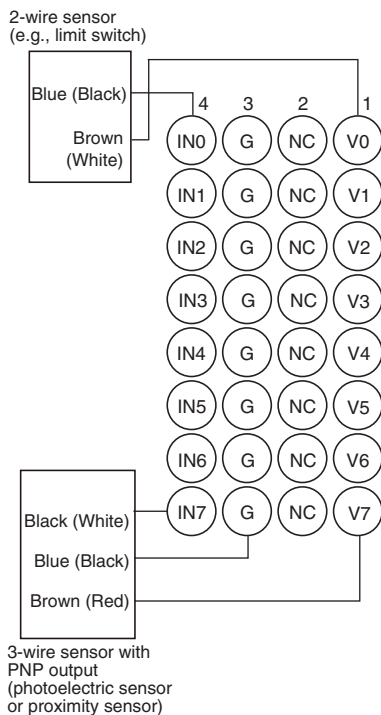 2-wire sensor
(e.g., limit switch)
Blue (Black)
Brown
(White)
4 3 2 1
IN0 G NC V0
IN1 G NC V1
IN2 G NC V2
IN3 G NC V3
IN4 G NC V4
IN5 G NC V5
IN6 G NC V6
IN7 G NC V7
Black (White)
Blue (Black)
Brown (Red)
3-wire sensor with
PNP output
(photoelectric sensor
or proximity sensor)